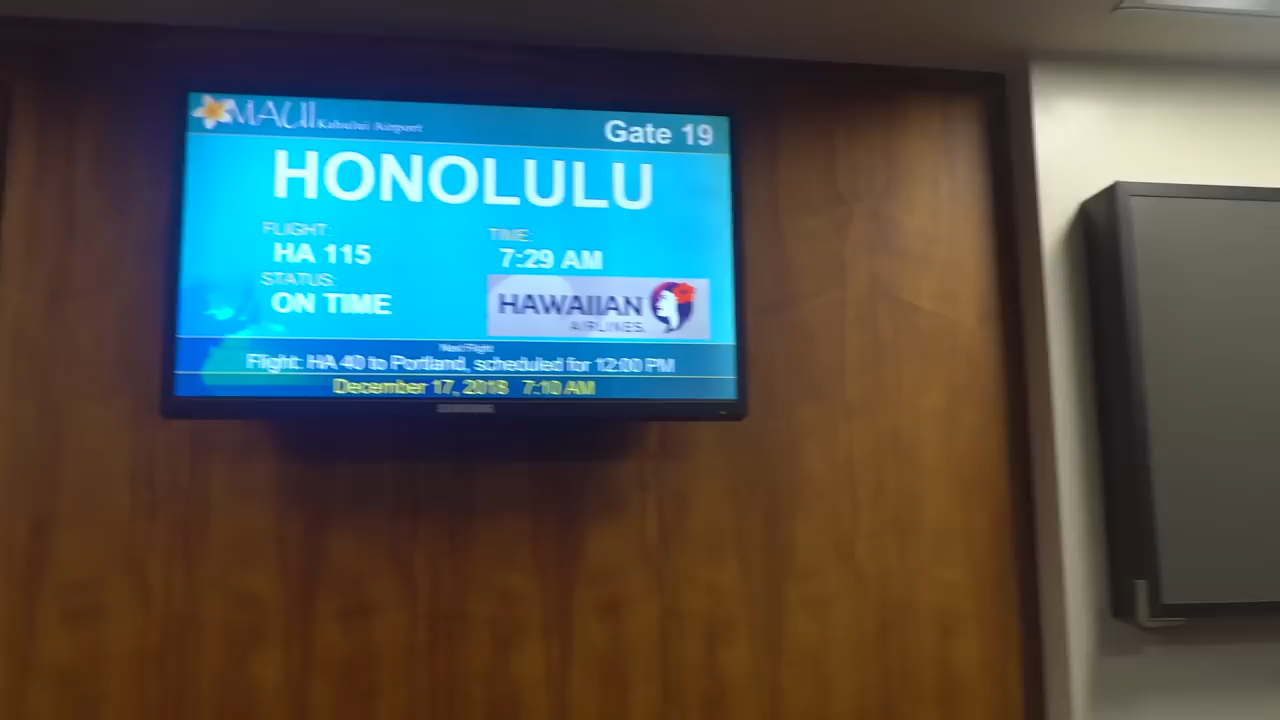 MAUI Kahului Airport
Gate 19
HONOLULU
FLIGHT:
HA 115
TIME:
7:29 AM
STATUS:
ON TIME
HAWAIIAN
AIRLINES
Next Flight
Flight: HA 40 to Portland, scheduled for 12:00 PM
December 17, 2018 7:10 AM
SAMSUNG